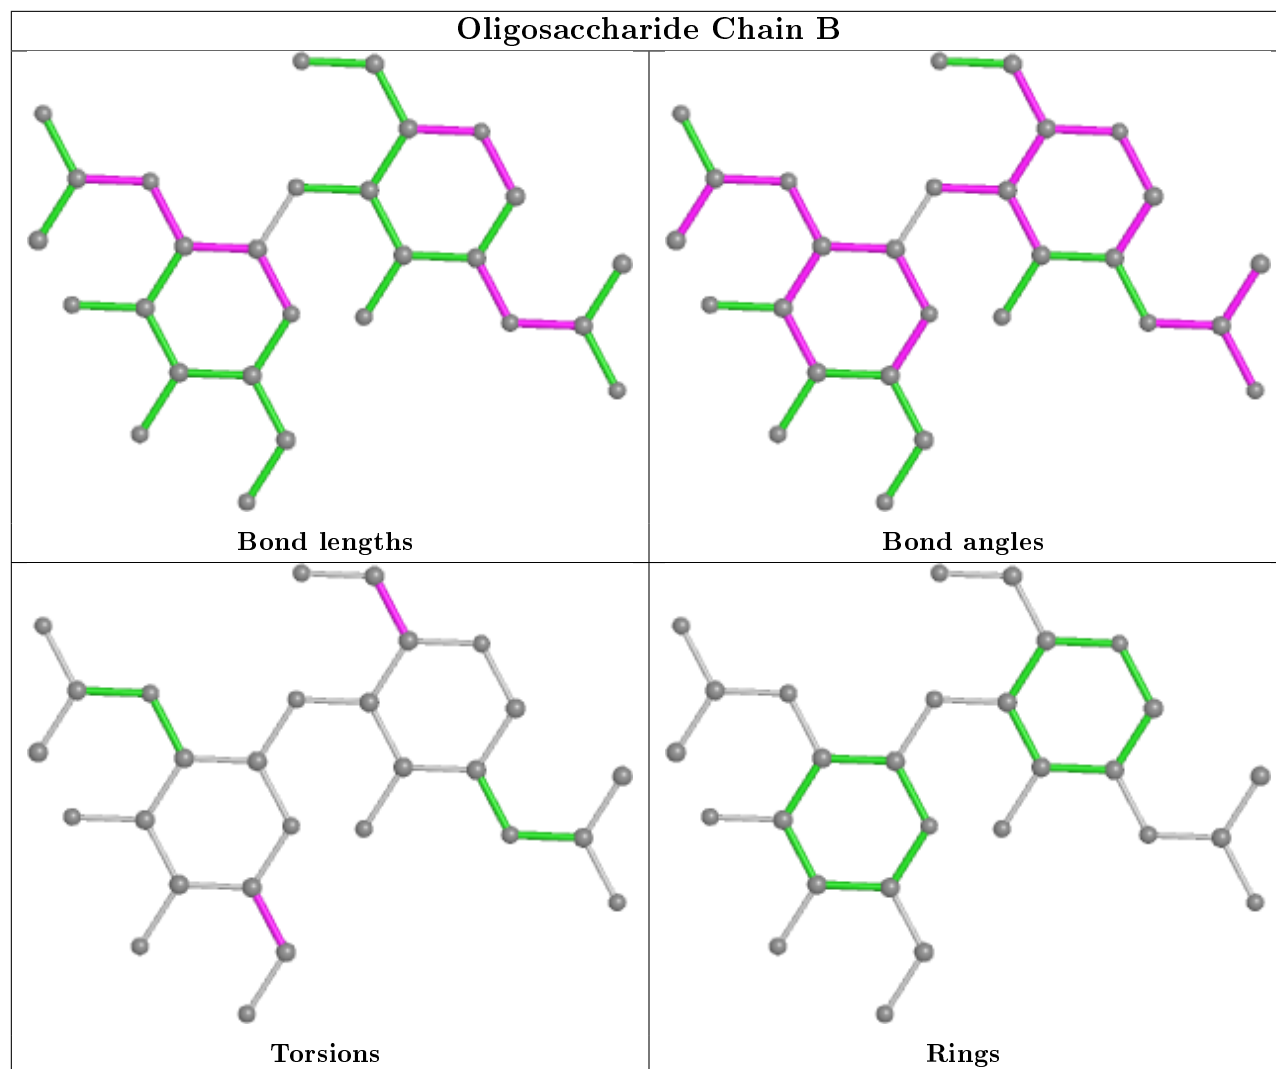 Oligosaccharide Chain B
Bond lengths
Bond angles
Torsions
Rings